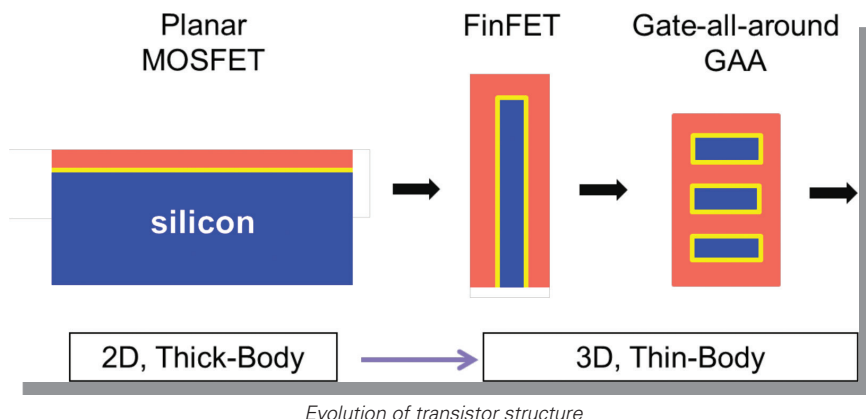 Planar
MOSFET
FinFET
Gate-all-around
GAA
silicon
2D, Thick-Body
3D, Thin-Body
Evolution of transistor structure